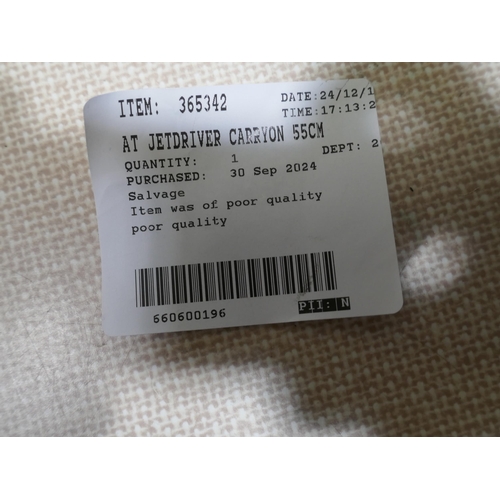 ITEM: 365342 DATE:24/12/1
TIME:17:13:2
AT JETDRIVER CARRYON 55CM
QUANTITY: 1 DEPT: 2
PURCHASED: 30 Sep 2024
Salvage
Item was of poor quality
poor quality
660600196
PII: N